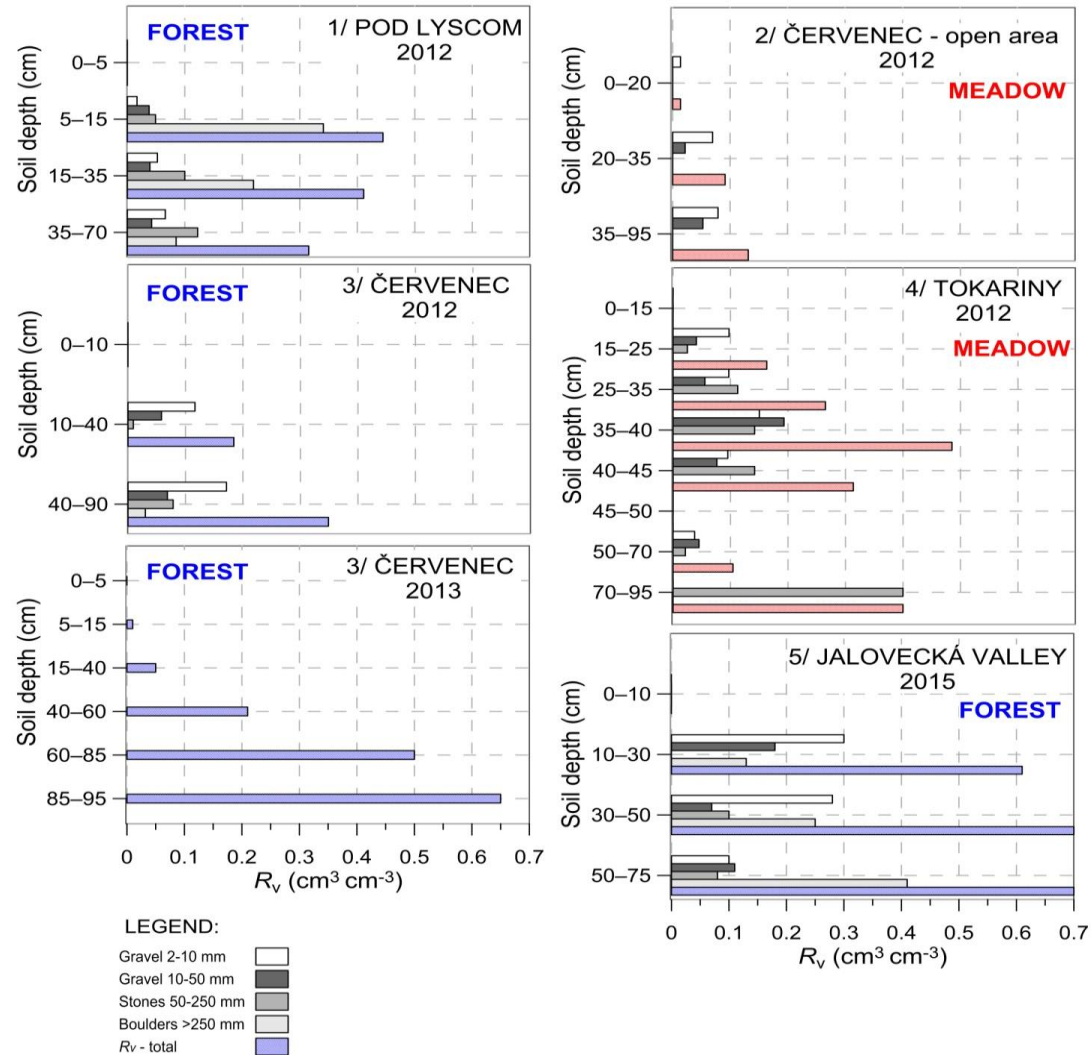 FOREST
1/ POD LYSCOM
2012
Soil depth (cm)
0–5
5–15
15–35
35–70
FOREST
3/ ČERVENEC
2012
Soil depth (cm)
0–10
10–40
40–90
FOREST
3/ ČERVENEC
2013
Soil depth (cm)
0–5
5–15
15–40
40–60
60–85
85–95
0 0.1 0.2 0.3 0.4 0.5 0.6 0.7
Rv (cm³ cm⁻³)
2/ ČERVENEC - open area
2012
MEADOW
Soil depth (cm)
0–20
20–35
35–95
4/ TOKARINY
2012
MEADOW
Soil depth (cm)
0–15
15–25
25–35
35–40
40–45
45–50
50–70
70–95
5/ JALOVECKÁ VALLEY
2015
FOREST
Soil depth (cm)
0–10
10–30
30–50
50–75
0 0.1 0.2 0.3 0.4 0.5 0.6 0.7
Rv (cm³ cm⁻³)
LEGEND:
Gravel 2-10 mm
Gravel 10-50 mm
Stones 50-250 mm
Boulders >250 mm
Rv - total